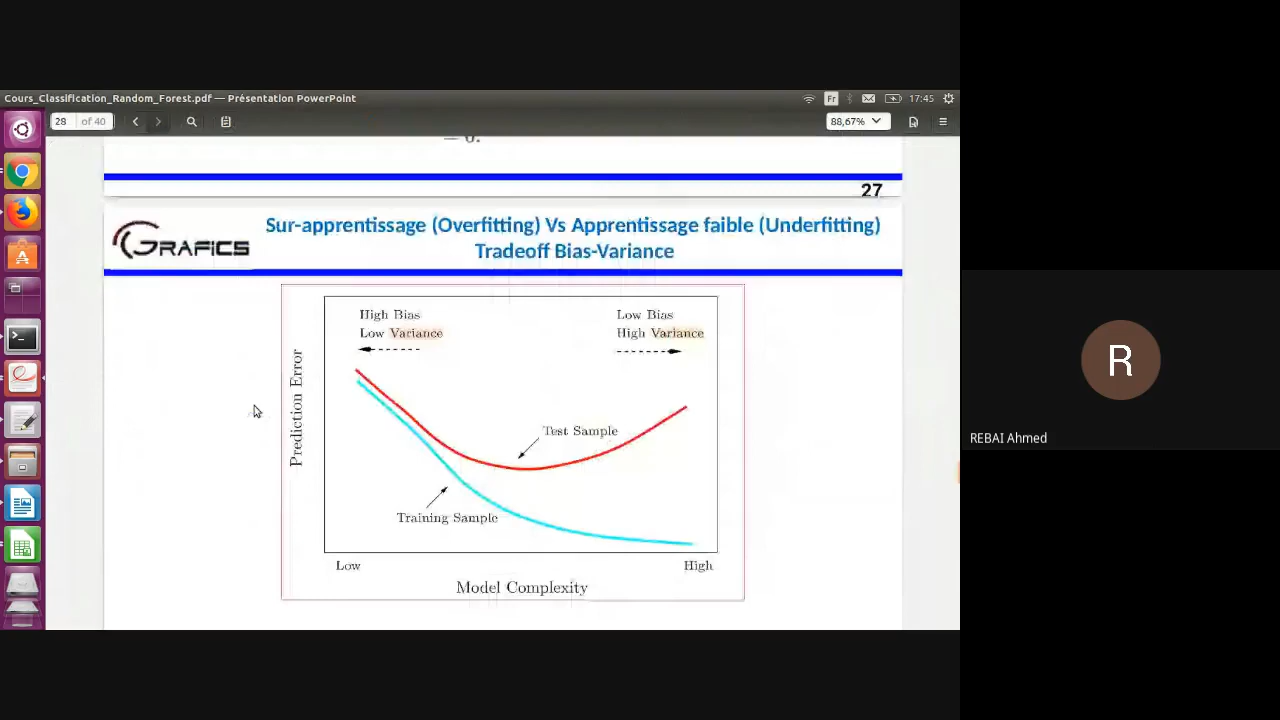 Cours_Classification_Random_Forest.pdf — Présentation PowerPoint
Fr
17:45
28
of 40
88,67%
27
GRAFICS
Sur-apprentissage (Overfitting) Vs Apprentissage faible (Underfitting)
Tradeoff Bias-Variance
High Bias
Low Variance
Low Bias
High Variance
Prediction Error
Test Sample
Training Sample
Low
High
Model Complexity
R
REBAI Ahmed